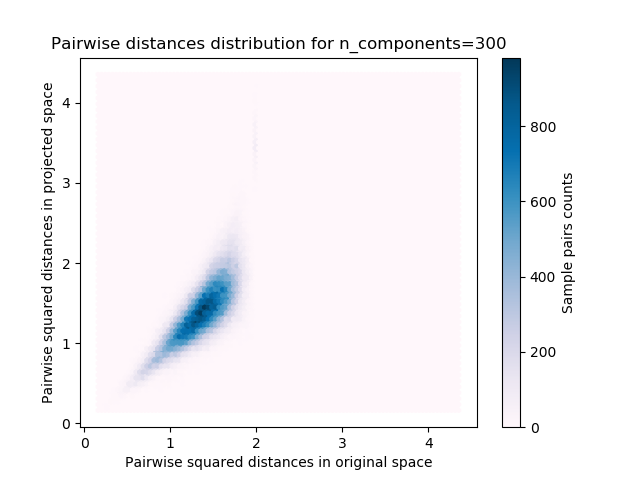 Pairwise distances distribution for n_components=300
Pairwise squared distances in projected space
4
3
2
1
0
0 1 2 3 4
Pairwise squared distances in original space
800
600
400
200
0
Sample pairs counts